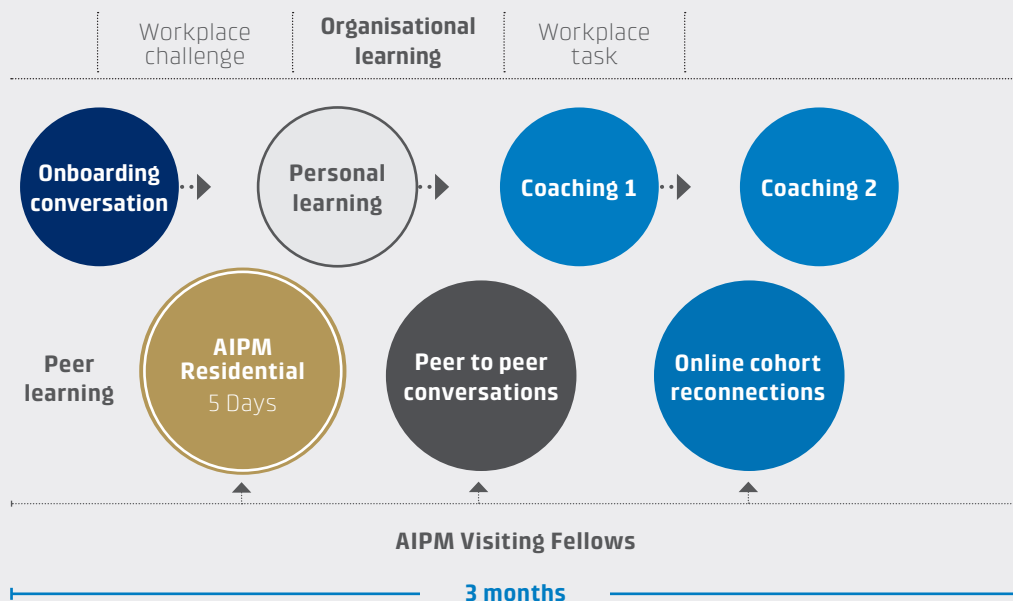 Workplace
challenge
Organisational
learning
Workplace
task
Onboarding
conversation
Personal
learning
Coaching 1
Coaching 2
Peer
learning
AIPM
Residential
5 Days
Peer to peer
conversations
Online cohort
reconnections
AIPM Visiting Fellows
3 months